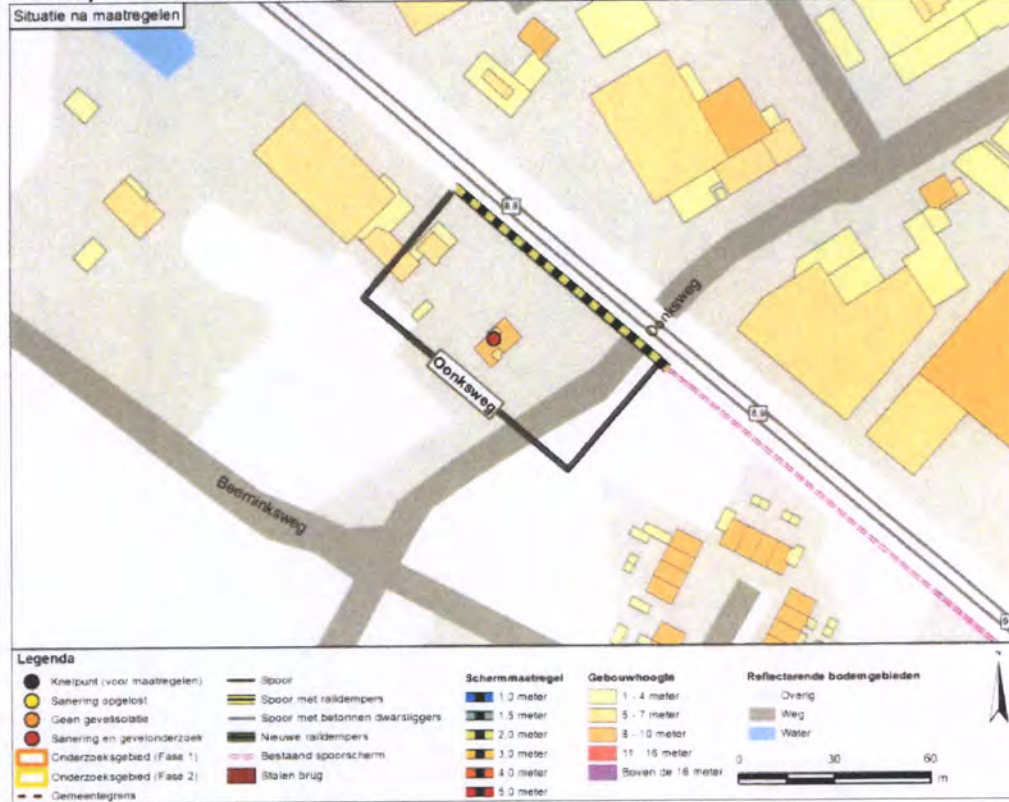 Situatie na maatregelen
8.8
Donksweg
8.9
Donksweg
Beeminksweg
9
Legenda
Knelpunt (voor maatregelen)
Sanering opgelost
Geen gevelisolatie
Sanering en gevelonderzoek
Onderzoeksgebied (Fase 1)
Onderzoeksgebied (Fase 2)
Gemeentegrens
Spoor
Spoor met raildempers
Spoor met betonnen dwarsliggers
Nieuwe raildempers
Bestaand spoorscherm
Stalen brug
Schermmaatregel
1.0 meter
1.5 meter
2.0 meter
3.0 meter
4.0 meter
5.0 meter
Gebouwhoogte
1 - 4 meter
5 - 7 meter
8 - 10 meter
11 - 16 meter
Boven de 16 meter
Reflecterende bodemgebieden
Overig
Weg
Water
0 30 60
m